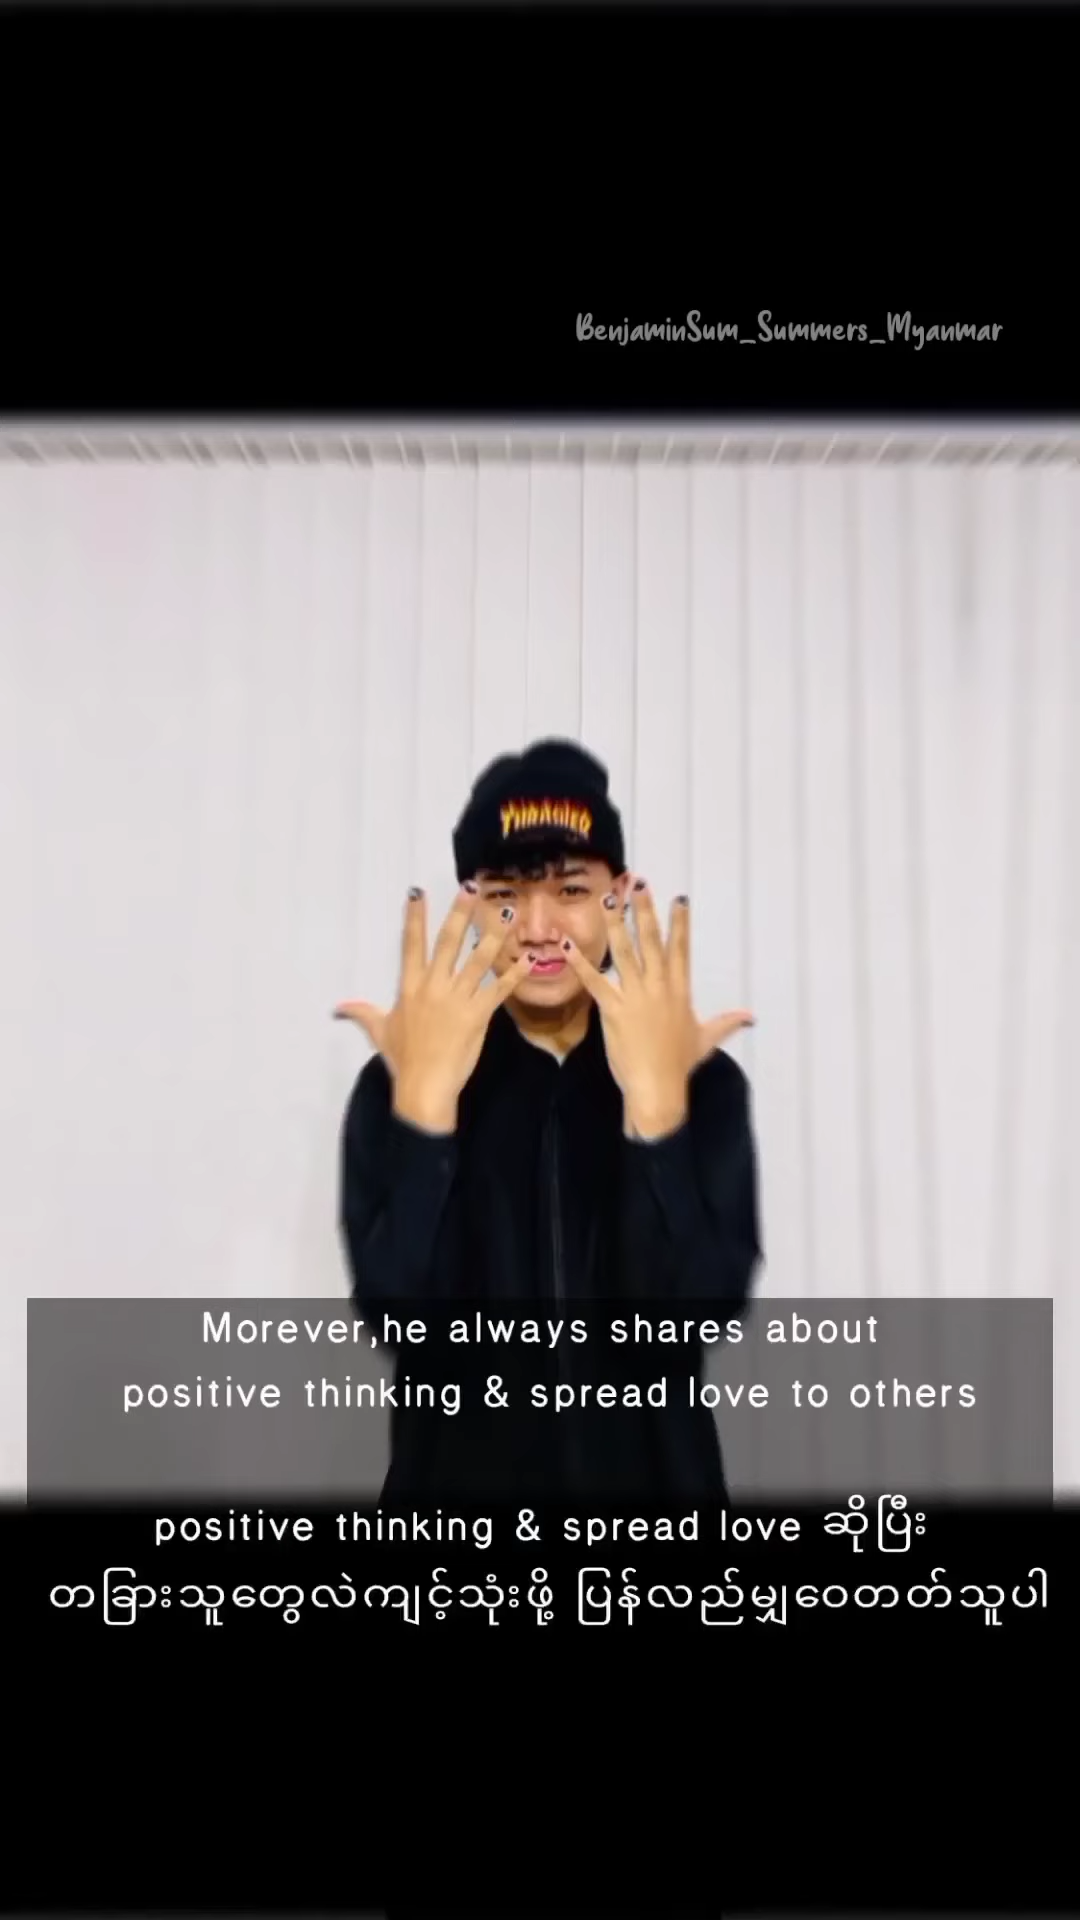 BenjaminSum_Summers_Myanmar
THRASHER
Morever,he always shares about
positive thinking & spread love to others
positive thinking & spread love ဆိုပြီး
တခြားသူတွေလဲကျင့်သုံးဖို့ ပြန်လည်မျှဝေတတ်သူပါ